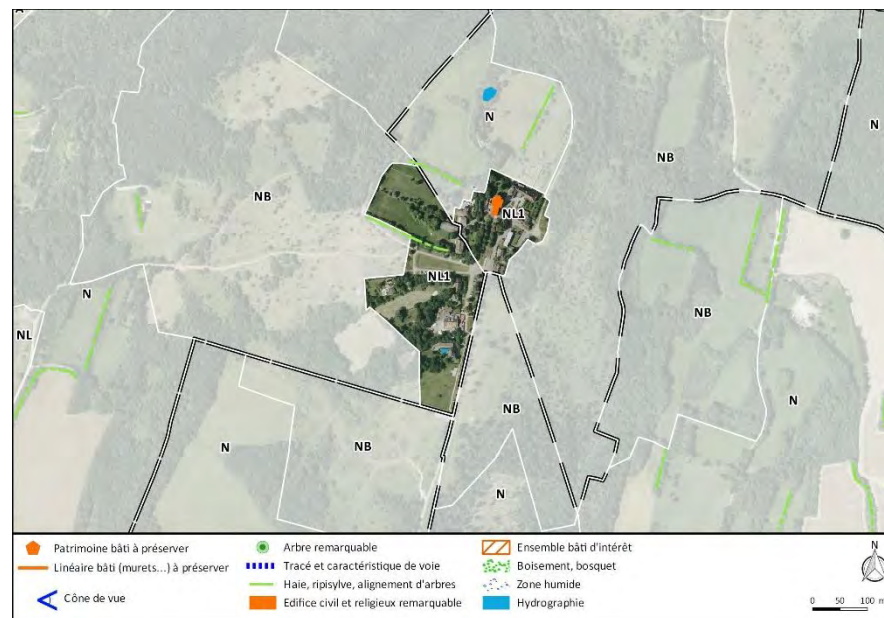 N
NB
NB
NL1
NL1
N
NL
NB
N
NB
NB
N
N
Patrimoine bâti à préserver
Linéaire bâti (murets...) à préserver
Cône de vue
Arbre remarquable
Tracé et caractéristique de voie
Haie, ripisylve, alignement d'arbres
Edifice civil et religieux remarquable
Ensemble bâti d'intérêt
Boisement, bosquet
Zone humide
Hydrographie
N
0 50 100 m